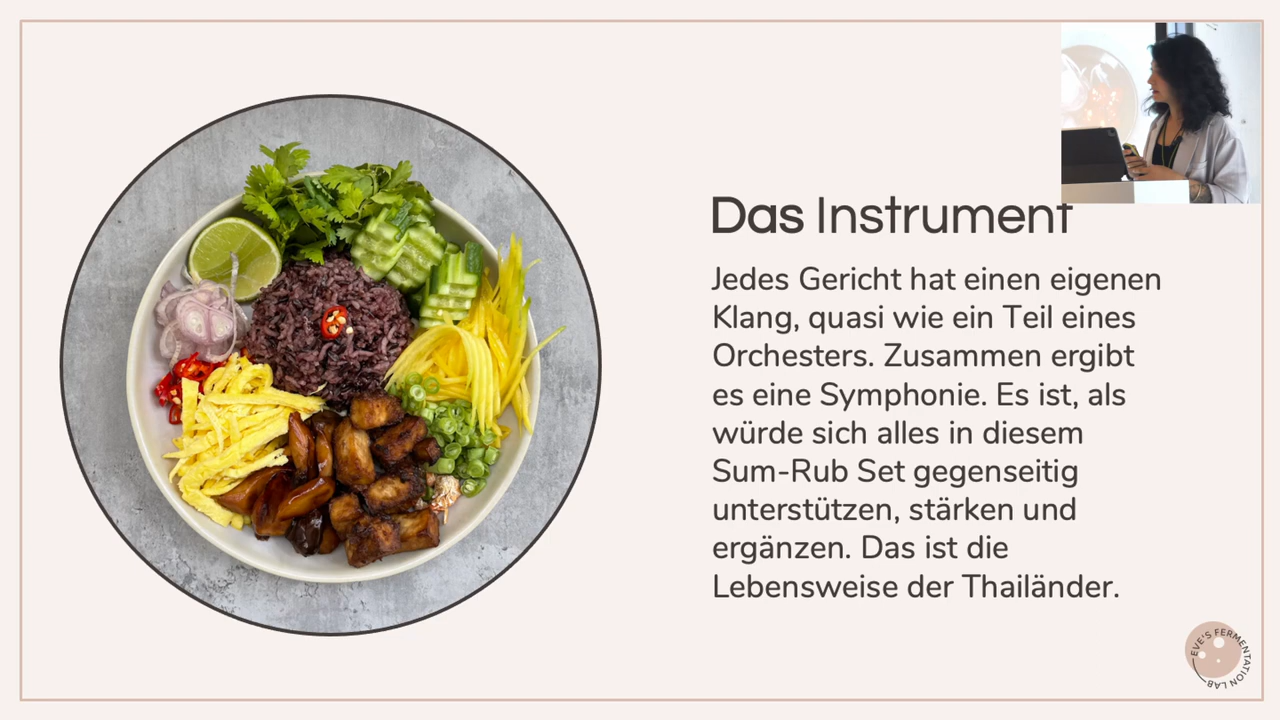 Das Instrument
Jedes Gericht hat einen eigenen
Klang, quasi wie ein Teil eines
Orchesters. Zusammen ergibt
es eine Symphonie. Es ist, als
würde sich alles in diesem
Sum-Rub Set gegenseitig
unterstützen, stärken und
ergänzen. Das ist die
Lebensweise der Thailänder.
EVE'S FERMENTATION LAB